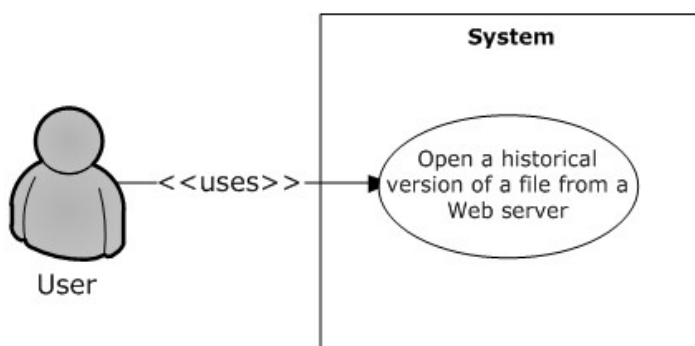 System
<<uses>>
Open a historical
version of a file from a
Web server
User